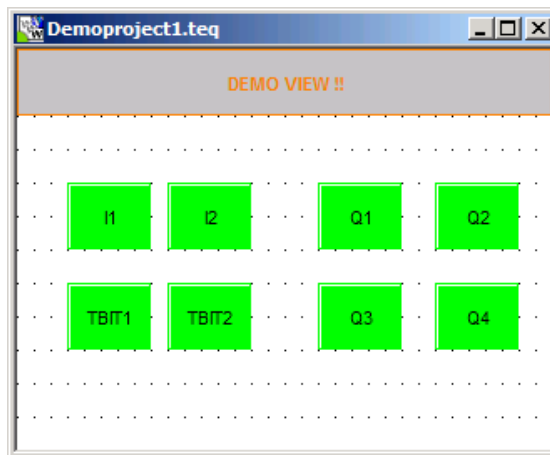 Demoproject1.teq
DEMO VIEW !!
I1 I2 Q1 Q2
TBIT1 TBIT2 Q3 Q4